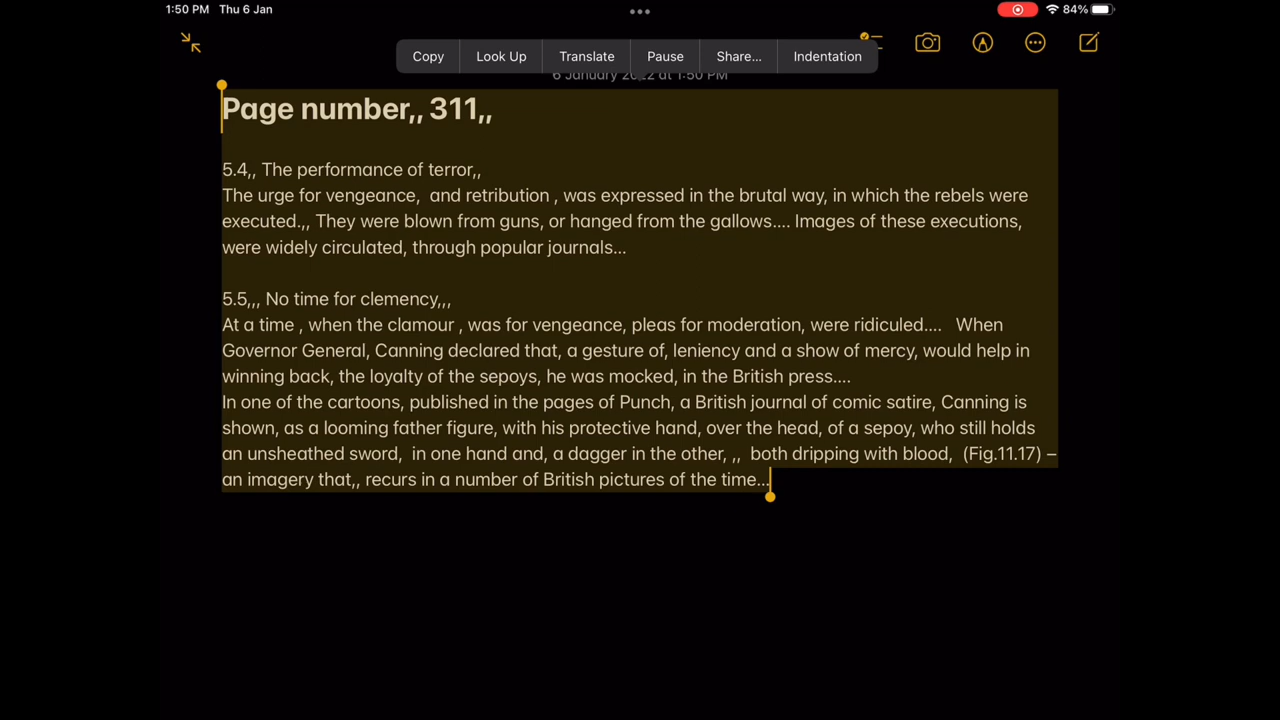 1:50 PM Thu 6 Jan
84%
Copy Look Up Translate Pause Share... Indentation
6 January 2022 at 1:50 PM
Page number,, 311,,
5.4,, The performance of terror,,
The urge for vengeance,  and retribution , was expressed in the brutal way, in which the rebels were
executed.,, They were blown from guns, or hanged from the gallows.... Images of these executions,
were widely circulated, through popular journals...
5.5,,, No time for clemency,,,
At a time , when the clamour , was for vengeance, pleas for moderation, were ridiculed....   When
Governor General, Canning declared that, a gesture of, leniency and a show of mercy, would help in
winning back, the loyalty of the sepoys, he was mocked, in the British press....
In one of the cartoons, published in the pages of Punch, a British journal of comic satire, Canning is
shown, as a looming father figure, with his protective hand, over the head, of a sepoy, who still holds
an unsheathed sword,  in one hand and, a dagger in the other, ,,  both dripping with blood,  (Fig.11.17) –
an imagery that,, recurs in a number of British pictures of the time...